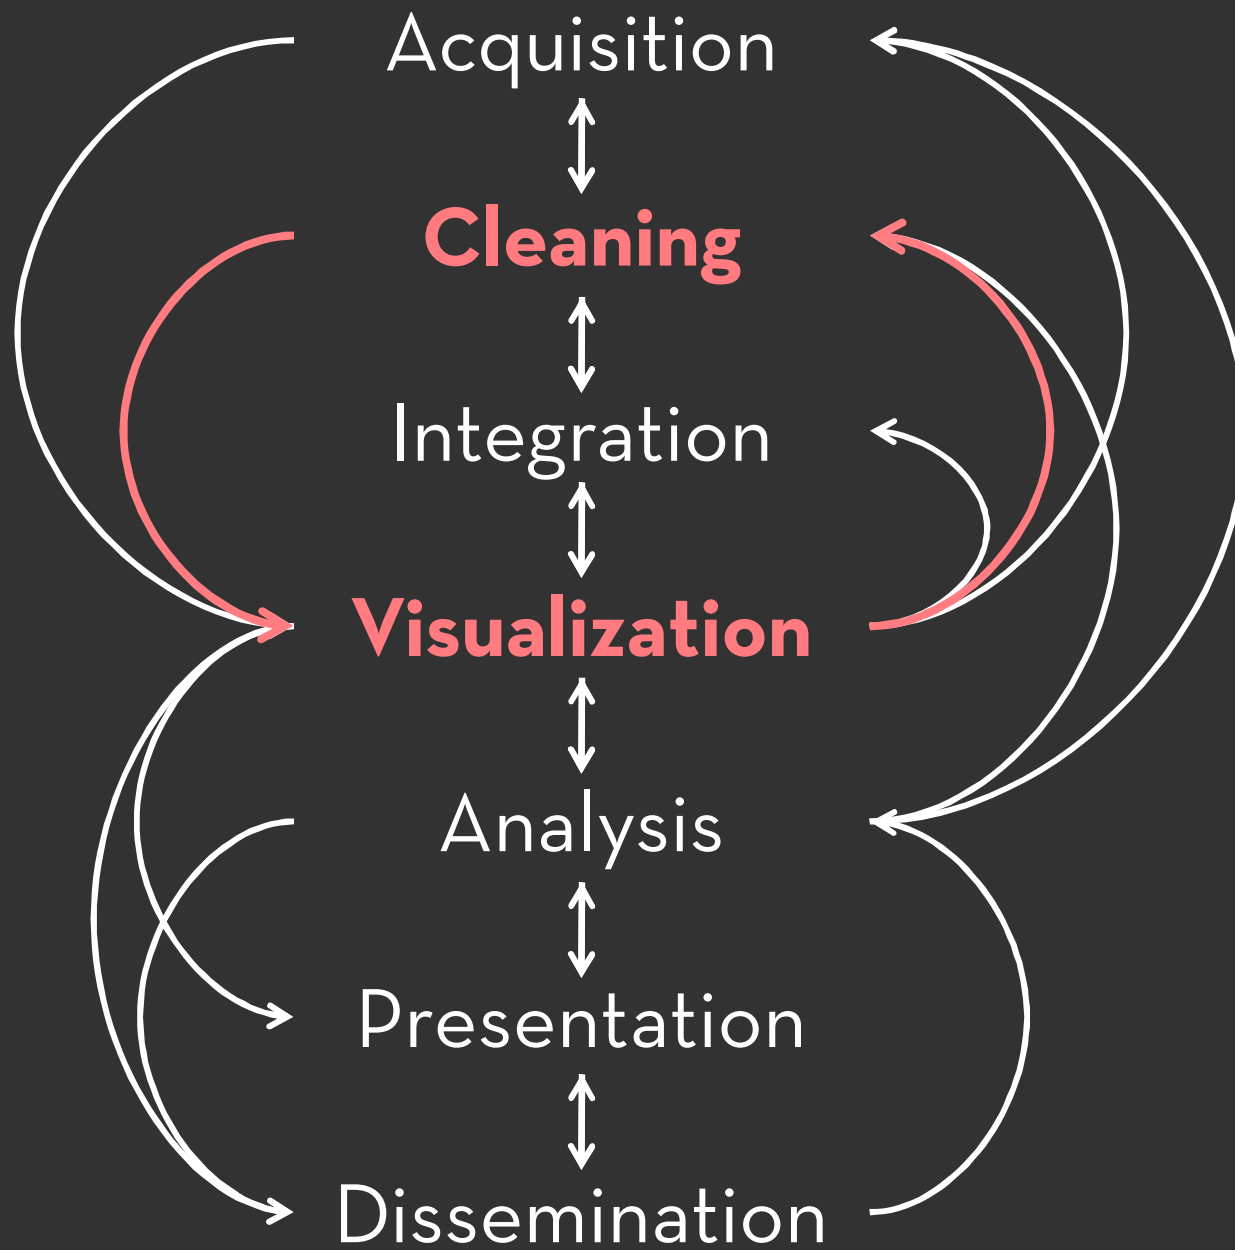 Acquisition
Cleaning
Integration
Visualization
Analysis
Presentation
Dissemination